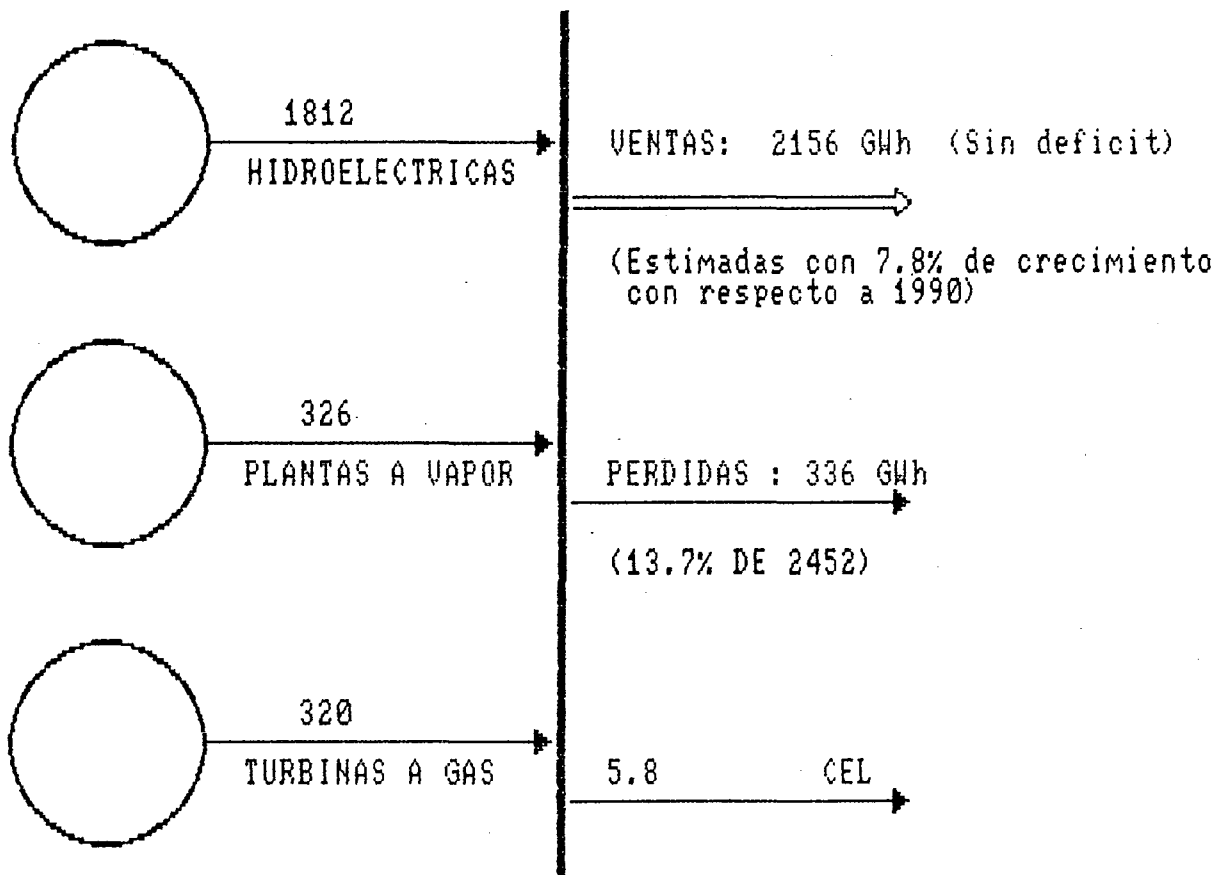 1812
HIDROELECTRICAS
VENTAS: 2156 GWh (Sin deficit)
(Estimadas con 7.8% de crecimiento
con respecto a 1990)
326
PLANTAS A VAPOR
PERDIDAS : 336 GWh
(13.7% DE 2452)
320
TURBINAS A GAS
5.8 CEL